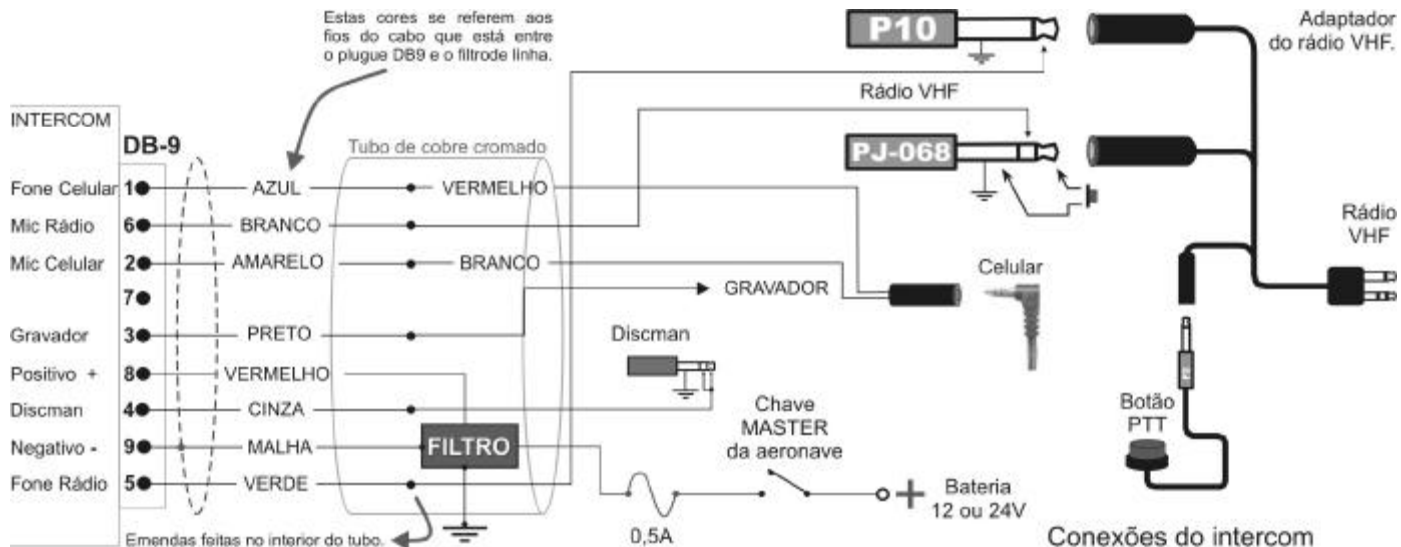 Estas cores se referem aos
fios do cabo que está entre
o plugue DB9 e o filtrode linha.
P10
Adaptador
do rádio VHF.
Rádio VHF
INTERCOM
DB-9
Tubo de cobre cromado
PJ-068
Fone Celular 1 AZUL VERMELHO
Mic Rádio 6 BRANCO
Rádio
VHF
Mic Celular 2 AMARELO BRANCO
Celular
7
GRAVADOR
Gravador 3 PRETO
Discman
Positivo + 8 VERMELHO
Discman 4 CINZA
Chave
MASTER
da aeronave
Botão
PTT
Negativo - 9 MALHA FILTRO
Fone Rádio 5 VERDE
+ Bateria
12 ou 24V
Emendas feitas no interior do tubo.
0,5A
Conexões do intercom